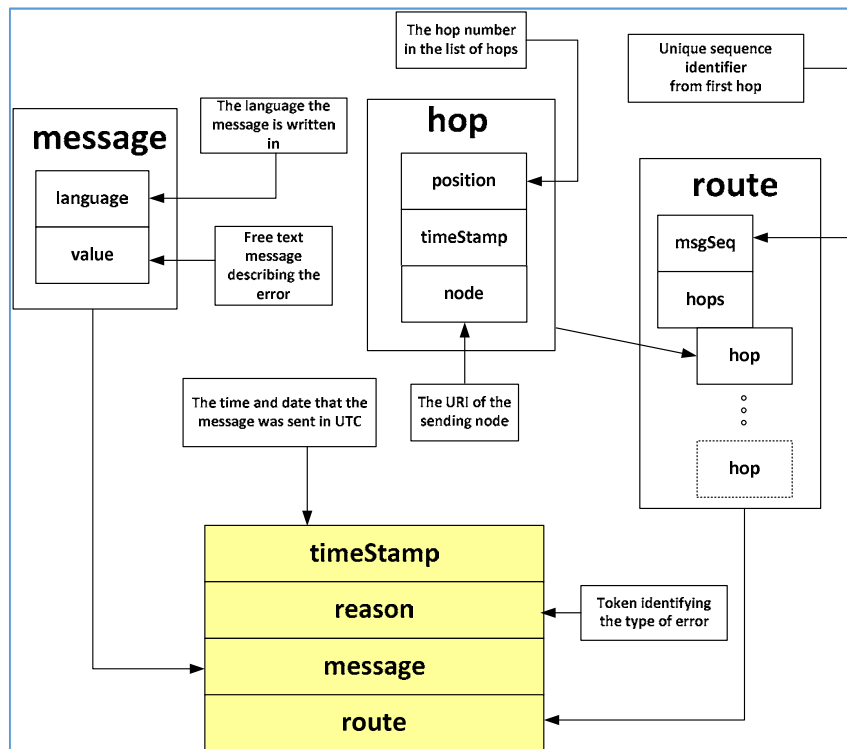 The hop number
in the list of hops
Unique sequence
identifier
from first hop
The language the
message is written
in
message
language
value
Free text
message
describing the
error
hop
position
timeStamp
node
route
msgSeq
hops
hop
hop
The time and date that the
message was sent in UTC
The URI of the
sending node
timeStamp
reason
message
route
Token identifying
the type of error